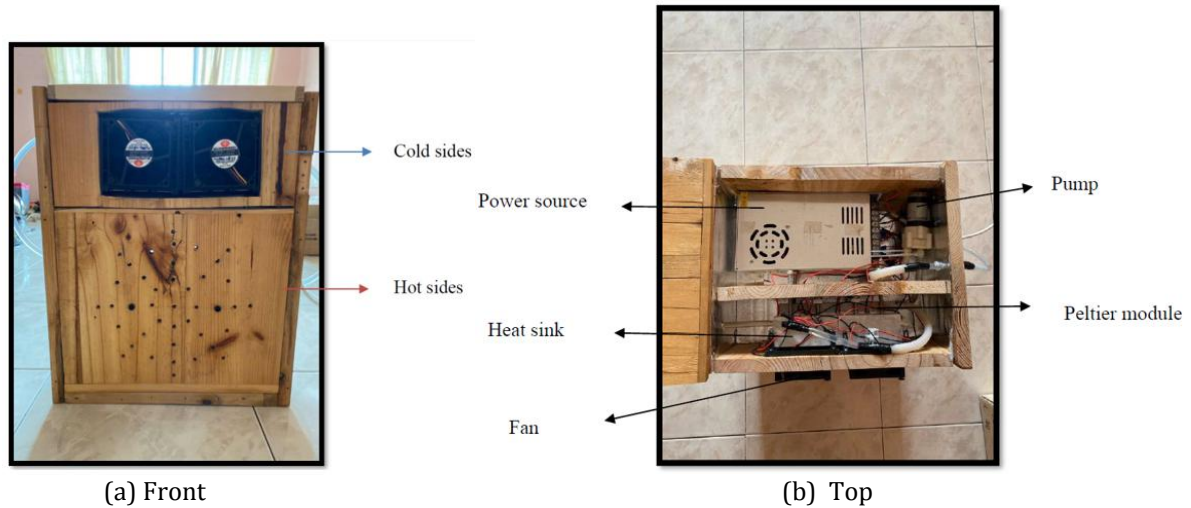 Cold sides
Hot sides
(a) Front
Power source
Pump
Heat sink
Peltier module
Fan
(b) Top